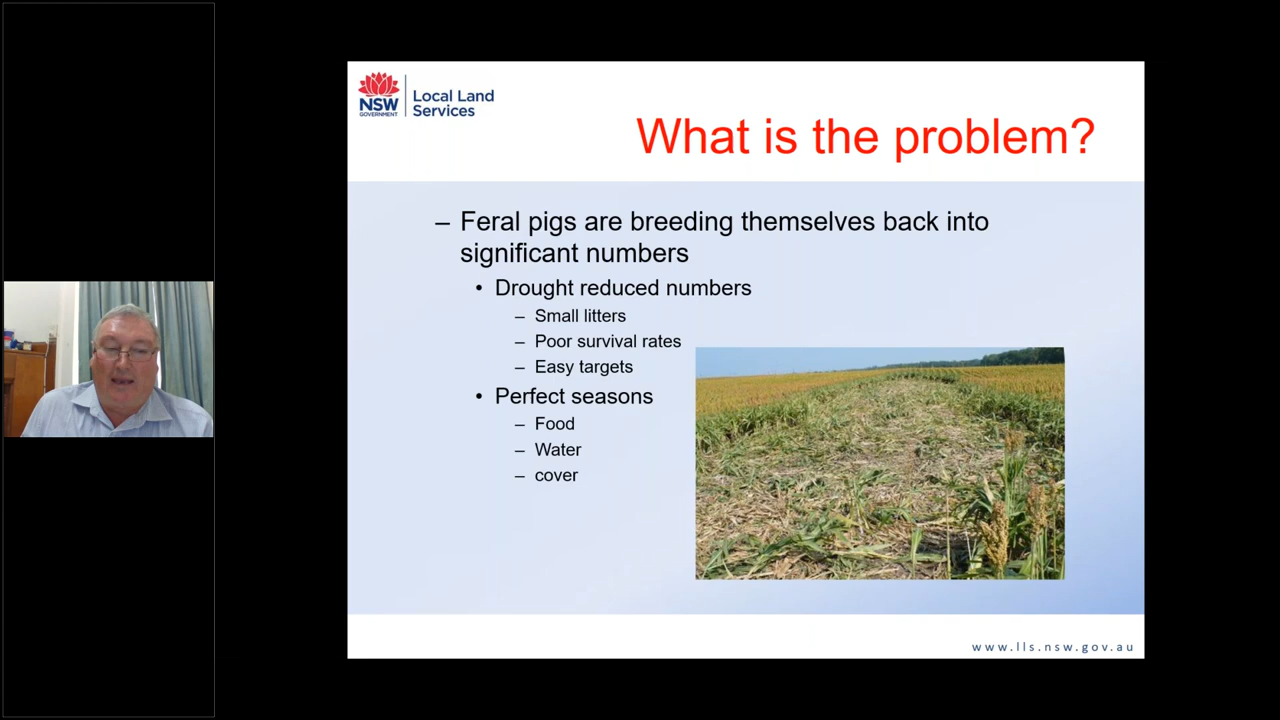 NSW
GOVERNMENT
Local Land
Services
What is the problem?
– Feral pigs are breeding themselves back into
significant numbers
• Drought reduced numbers
– Small litters
– Poor survival rates
– Easy targets
• Perfect seasons
– Food
– Water
– cover
www.lls.nsw.gov.au